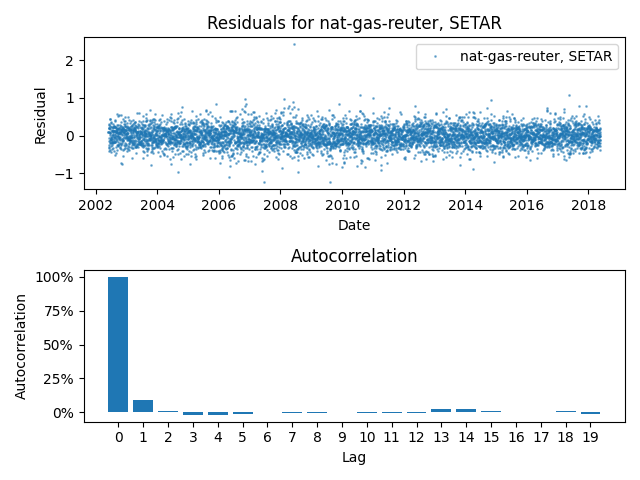 Residuals for nat-gas-reuter, SETAR
nat-gas-reuter, SETAR
Residual
2
1
0
−1
2002 2004 2006 2008 2010 2012 2014 2016 2018
Date
Autocorrelation
Autocorrelation
100%
75%
50%
25%
0%
0 1 2 3 4 5 6 7 8 9 10 11 12 13 14 15 16 17 18 19
Lag